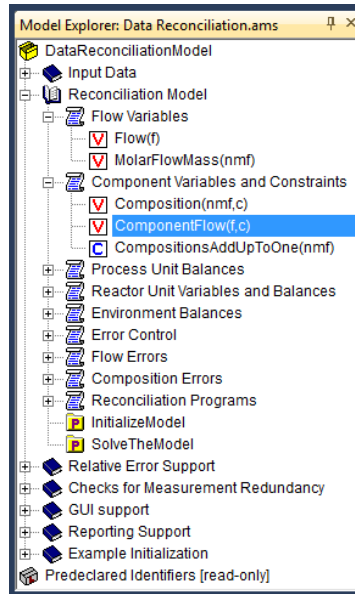 Model Explorer: Data Reconciliation.ams
DataReconciliationModel
Input Data
Reconciliation Model
Flow Variables
V Flow(f)
V MolarFlowMass(nmf)
Component Variables and Constraints
V Composition(nmf,c)
V ComponentFlow(f,c)
C CompositionsAddUpToOne(nmf)
Process Unit Balances
Reactor Unit Variables and Balances
Environment Balances
Error Control
Flow Errors
Composition Errors
Reconciliation Programs
P InitializeModel
P SolveTheModel
Relative Error Support
Checks for Measurement Redundancy
GUI support
Reporting Support
Example Initialization
Predeclared Identifiers [read-only]